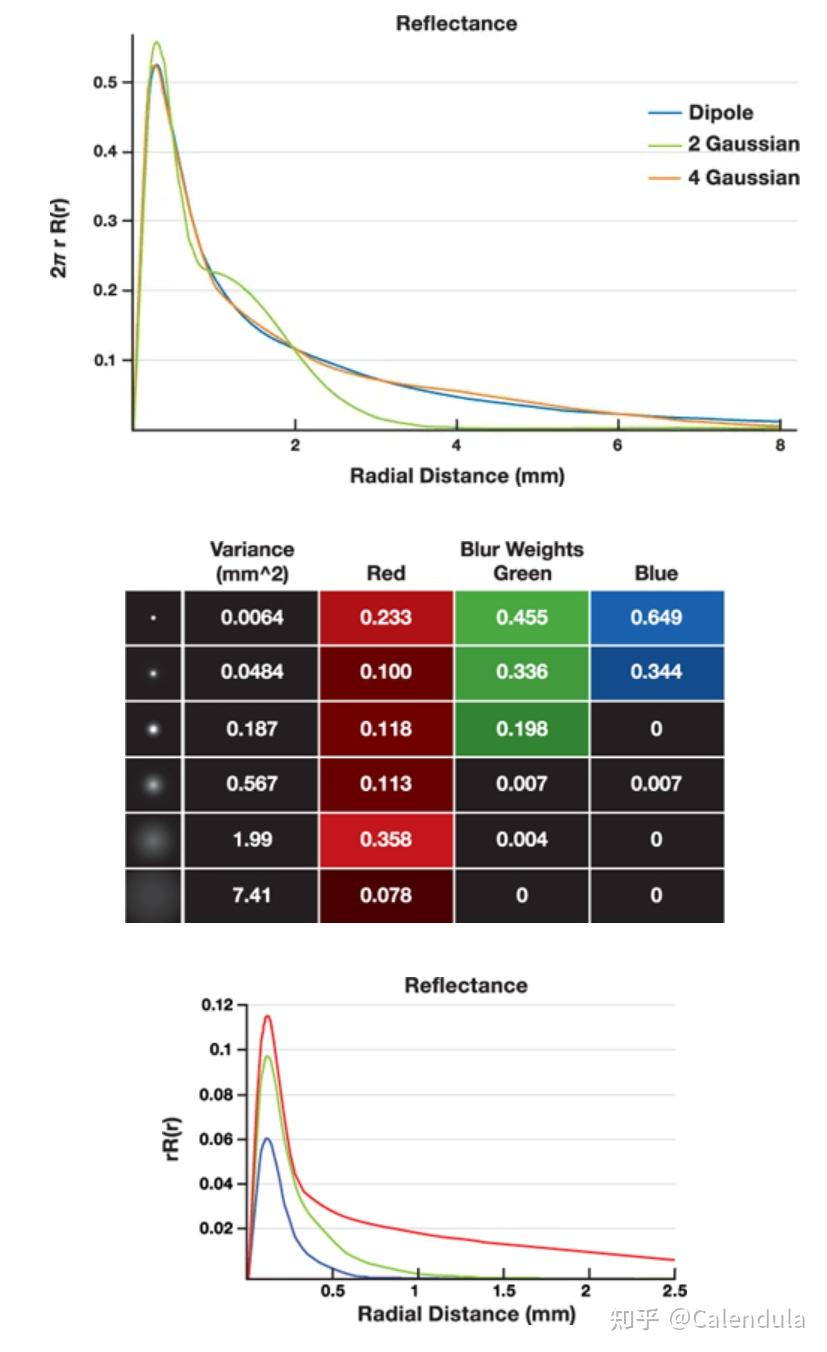 Reflectance
0.5
0.4
0.3
0.2
0.1
2π r R(r)
Dipole
2 Gaussian
4 Gaussian
2 4 6 8
Radial Distance (mm)
Variance Blur Weights
(mm^2) Red Green Blue
0.0064 0.233 0.455 0.649
0.0484 0.100 0.336 0.344
0.187 0.118 0.198 0
0.567 0.113 0.007 0.007
1.99 0.358 0.004 0
7.41 0.078 0 0
Reflectance
0.12
0.1
0.08
0.06
0.04
0.02
rR(r)
0.5 1 1.5 2 2.5
Radial Distance (mm)
知乎 @Calendula